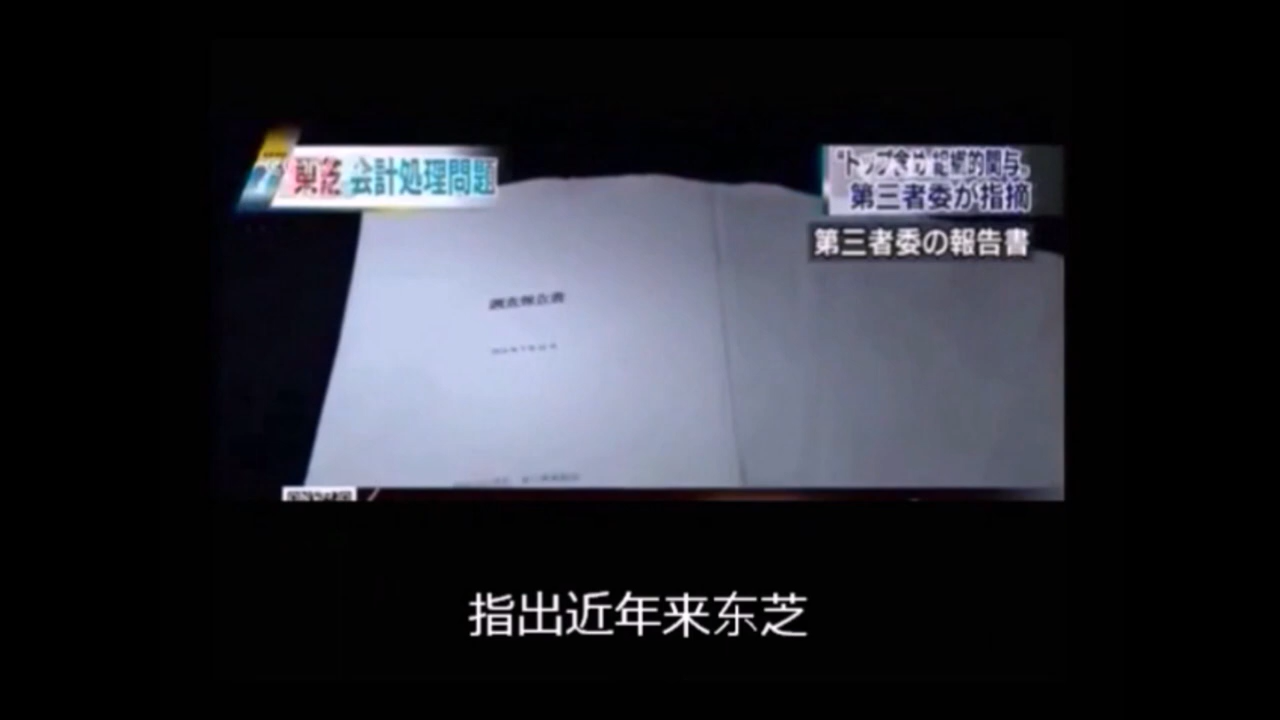 東芝 会計処理問題
"トップ含め組織的関与"
第三者委が指摘
第三者委の報告書
調査報告書
指出近年来东芝